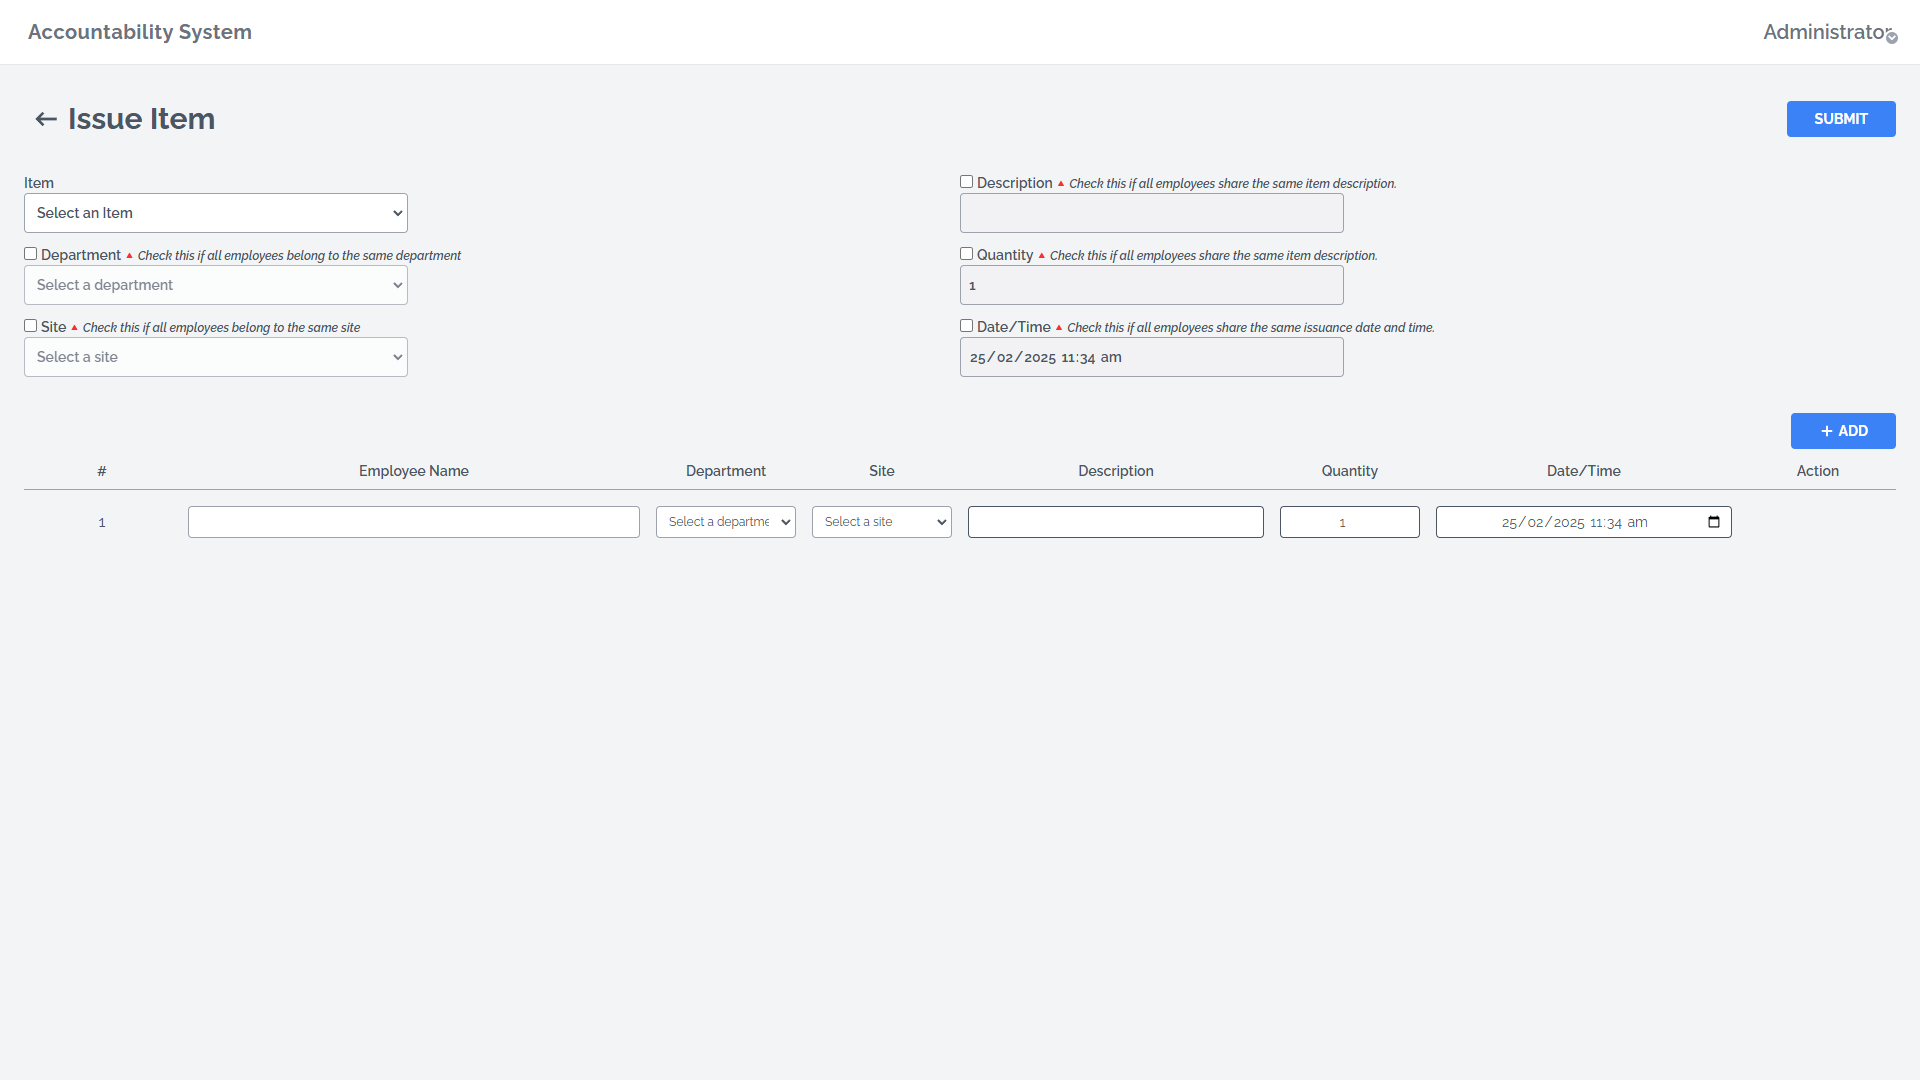 Accountability System
Administrator
Issue Item
SUBMIT
Item
Select an Item
Description Check this if all employees share the same item description.
Department Check this if all employees belong to the same department
Select a department
Quantity Check this if all employees share the same item description.
1
Site Check this if all employees belong to the same site
Select a site
Date/Time Check this if all employees share the same issuance date and time.
25/02/2025 11:34 am
+ ADD
# Employee Name Department Site Description Quantity Date/Time Action
1 Select a departme Select a site 1 25/02/2025 11:34 am